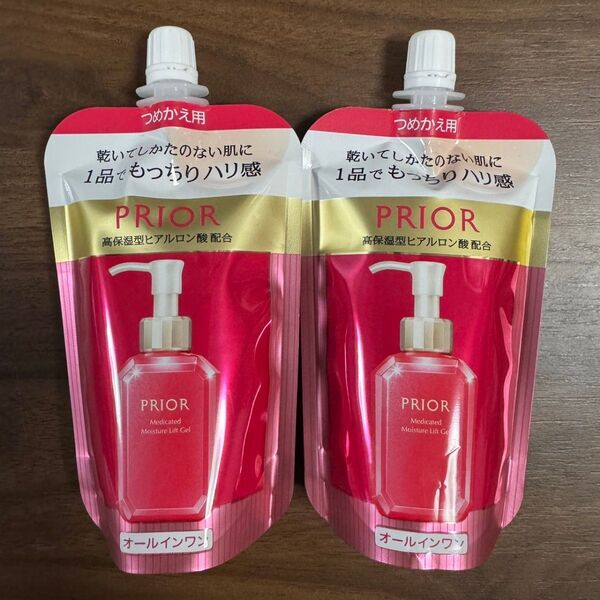 つめかえ用
乾いてしかたのない肌に
1品でもっちりハリ感
PRIOR
高保湿型ヒアルロン酸 配合
PRIOR
Medicated
Moisture Lift Gel
オールインワン
つめかえ用
乾いてしかたのない肌に
1品でもっちりハリ感
PRIOR
高保湿型ヒアルロン酸 配合
PRIOR
Medicated
Moisture Lift Gel
オールインワン